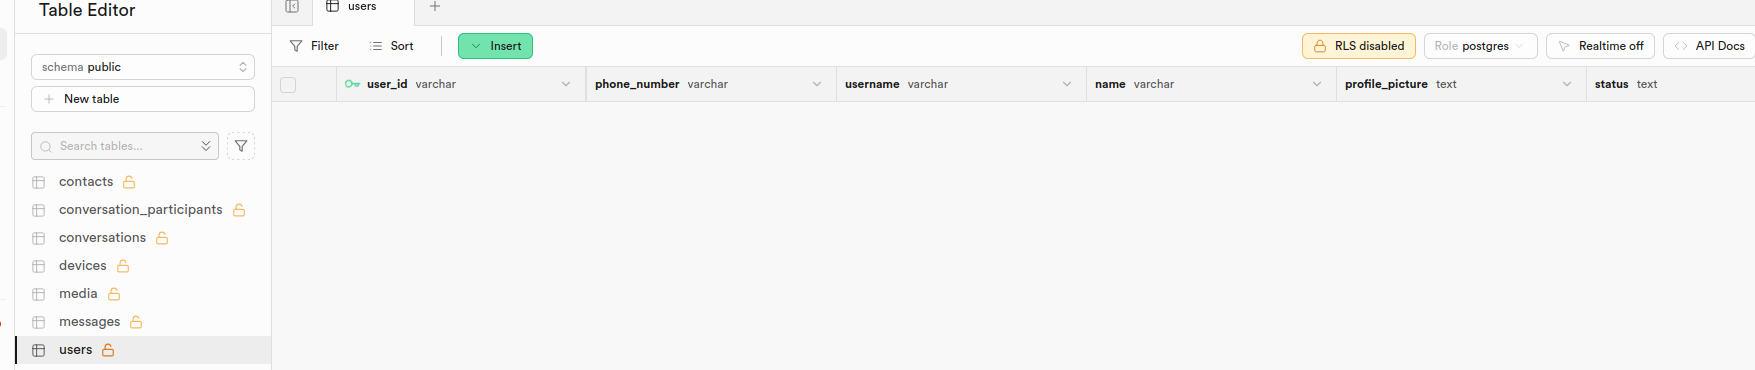 Table Editor
users
schema public
New table
Search tables...
contacts
conversation_participants
conversations
devices
media
messages
users
Filter
Sort
Insert
RLS disabled
Role postgres
Realtime off
API Docs
user_id varchar
phone_number varchar
username varchar
name varchar
profile_picture text
status text